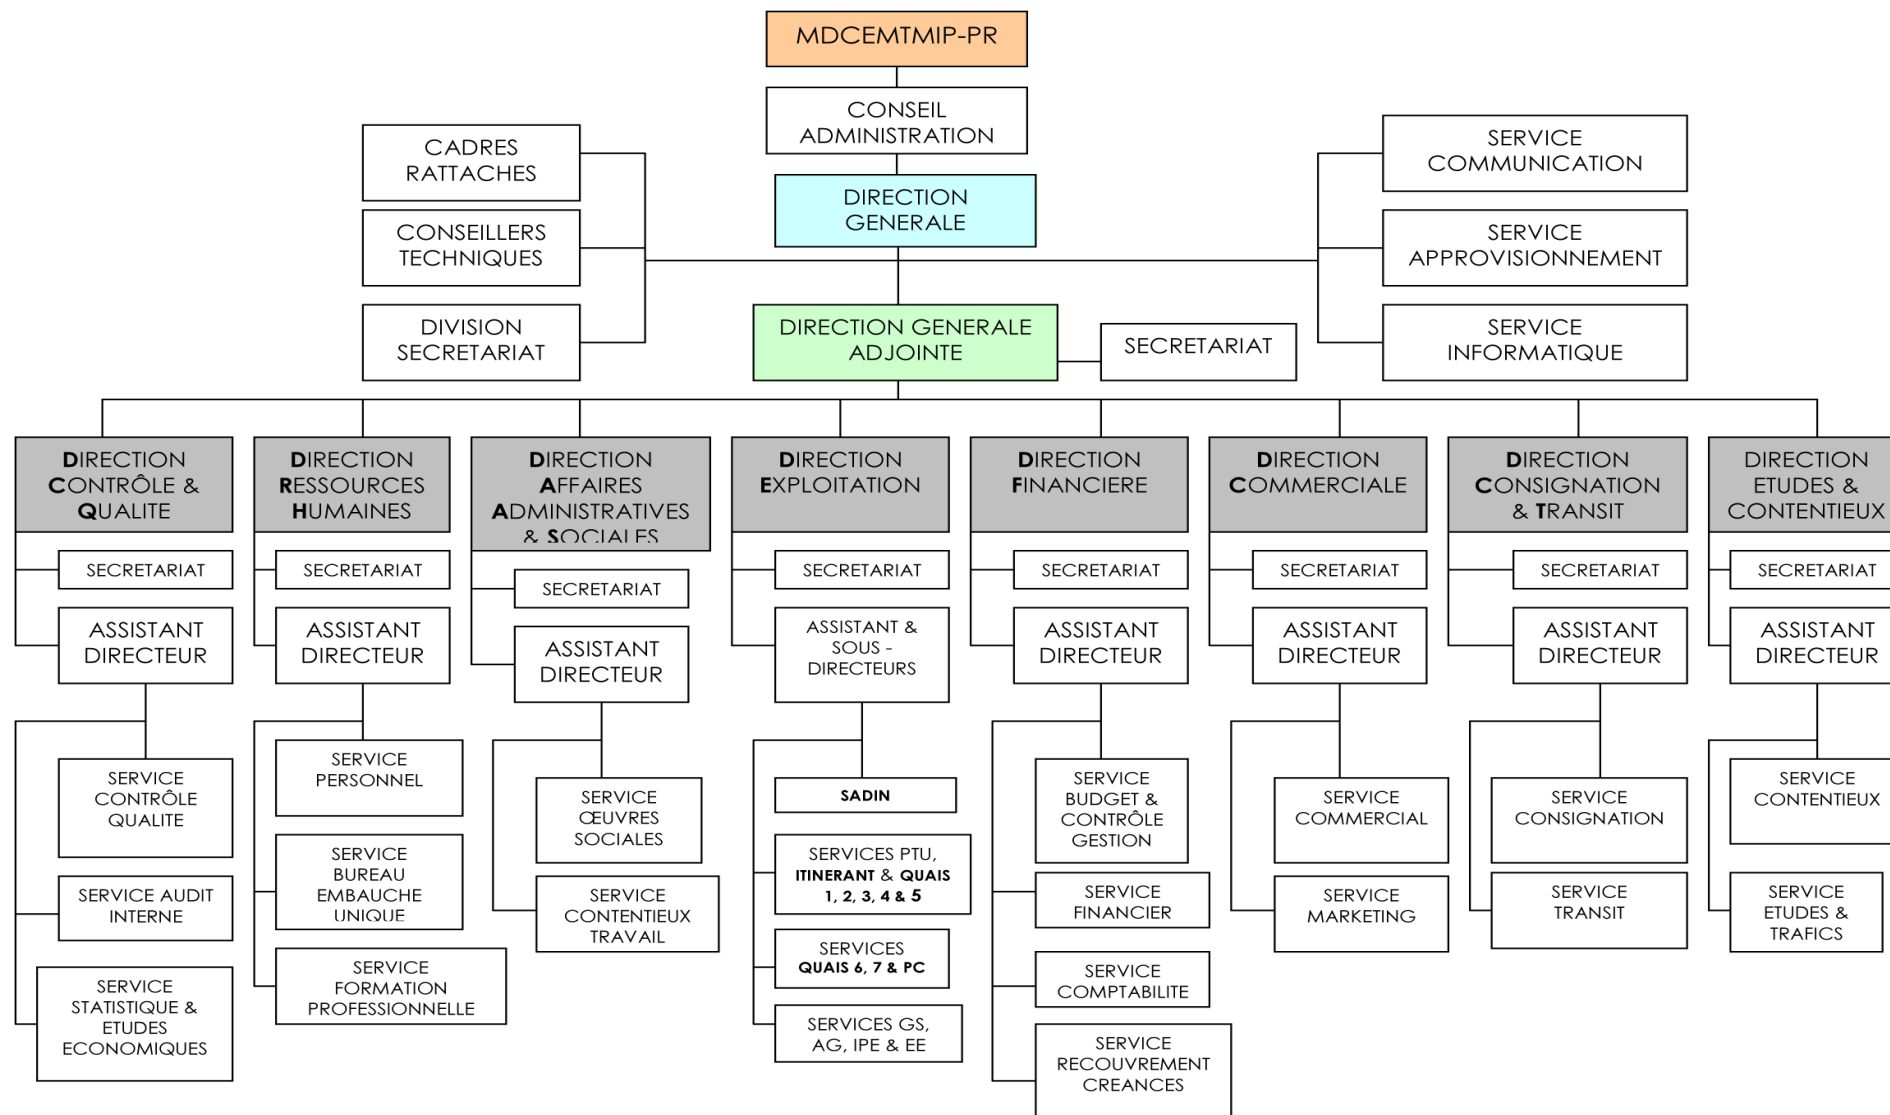 MDCEMTMIP-PR
CONSEIL
ADMINISTRATION
CADRES
RATTACHES
SERVICE
COMMUNICATION
DIRECTION
GENERALE
CONSEILLERS
TECHNIQUES
SERVICE
APPROVISIONNEMENT
DIVISION
SECRETARIAT
DIRECTION GENERALE
ADJOINTE
SECRETARIAT
SERVICE
INFORMATIQUE
DIRECTION
CONTRÔLE &
QUALITE
DIRECTION
RESSOURCES
HUMAINES
DIRECTION
AFFAIRES
ADMINISTRATIVES
& SOCIALES
DIRECTION
EXPLOITATION
DIRECTION
FINANCIERE
DIRECTION
COMMERCIALE
DIRECTION
CONSIGNATION
& TRANSIT
DIRECTION
ETUDES &
CONTENTIEUX
SECRETARIAT
SECRETARIAT
SECRETARIAT
SECRETARIAT
SECRETARIAT
SECRETARIAT
SECRETARIAT
SECRETARIAT
ASSISTANT
DIRECTEUR
ASSISTANT
DIRECTEUR
ASSISTANT
DIRECTEUR
ASSISTANT &
SOUS -
DIRECTEURS
ASSISTANT
DIRECTEUR
ASSISTANT
DIRECTEUR
ASSISTANT
DIRECTEUR
ASSISTANT
DIRECTEUR
SERVICE
CONTRÔLE
QUALITE
SERVICE AUDIT
INTERNE
SERVICE
STATISTIQUE &
ETUDES
ECONOMIQUES
SERVICE
PERSONNEL
SERVICE
BUREAU
EMBAUCHE
UNIQUE
SERVICE
FORMATION
PROFESSIONNELLE
SERVICE
ŒUVRES
SOCIALES
SERVICE
CONTENTIEUX
TRAVAIL
SADIN
SERVICES PTU,
ITINERANT & QUAIS
1, 2, 3, 4 & 5
SERVICES
QUAIS 6, 7 & PC
SERVICES GS,
AG, IPE & EE
SERVICE
BUDGET &
CONTRÔLE
GESTION
SERVICE
FINANCIER
SERVICE
COMPTABILITE
SERVICE
RECOUVREMENT
CREANCES
SERVICE
COMMERCIAL
SERVICE
MARKETING
SERVICE
CONSIGNATION
SERVICE
TRANSIT
SERVICE
CONTENTIEUX
SERVICE
ETUDES &
TRAFICS